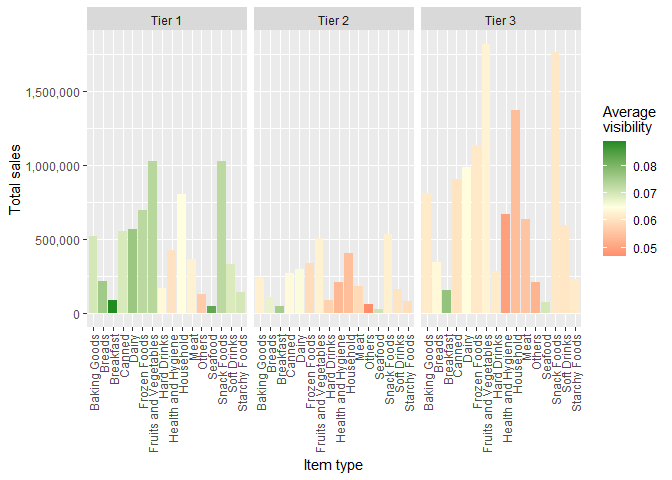 Tier 1
Tier 2
Tier 3
Total sales
1,500,000
1,000,000
500,000
0
Baking Goods
Breads
Breakfast
Canned
Dairy
Frozen Foods
Fruits and Vegetables
Hard Drinks
Health and Hygiene
Household
Meat
Others
Seafood
Snack Foods
Soft Drinks
Starchy Foods
Baking Goods
Breads
Breakfast
Canned
Dairy
Frozen Foods
Fruits and Vegetables
Hard Drinks
Health and Hygiene
Household
Meat
Others
Seafood
Snack Foods
Soft Drinks
Starchy Foods
Baking Goods
Breads
Breakfast
Canned
Dairy
Frozen Foods
Fruits and Vegetables
Hard Drinks
Health and Hygiene
Household
Meat
Others
Seafood
Snack Foods
Soft Drinks
Starchy Foods
Item type
Average
visibility
0.08
0.07
0.06
0.05